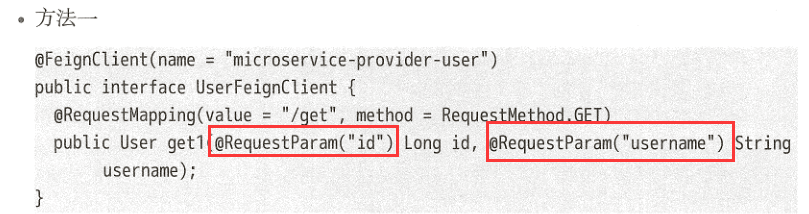 • 方法一
@FeignClient(name = "microservice-provider-user")
public interface UserFeignClient {
@RequestMapping(value = "/get", method = RequestMethod.GET)
public User get1(@RequestParam("id") Long id, @RequestParam("username") String
username);
}